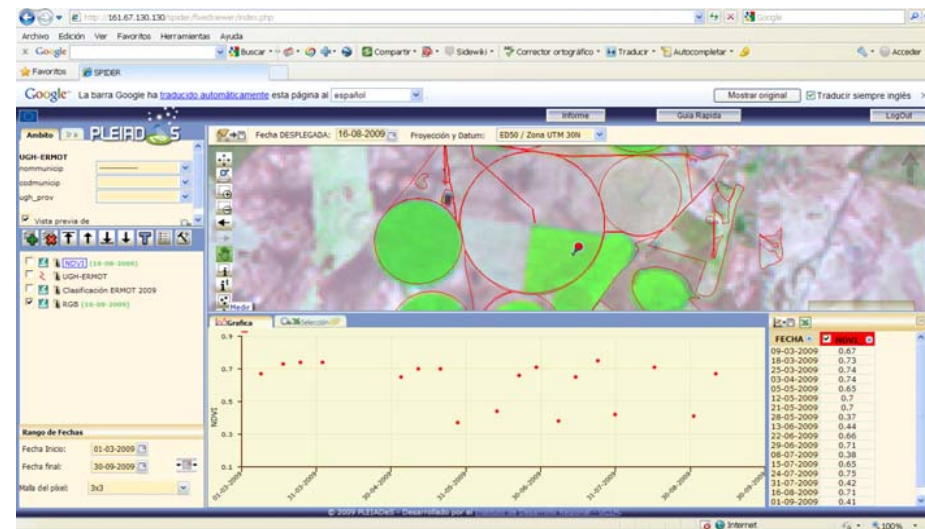 http://161.67.130.130/spider/fixedviewer/index.php
Google
Archivo Edición Ver Favoritos Herramientas Ayuda
x Google Buscar Compartir Sidewiki Corrector ortográfico Traducir Autocompletar Acceder
Favoritos SPIDER
Google La barra Google ha traducido automáticamente esta página al español Mostrar original Traducir siempre inglés
Informe Guia Rapida LogOut
Ambito PLEIADeS
Fecha DESPLEGADA: 16-08-2009 Proyección y Datum: ED50 / Zona UTM 30N
UGH-ERMOT
nommunicip
codmunicip
ugh_prov
Vista previa de
NDVI (16-08-2009)
UGH-ERMOT
Clasificación ERMOT 2009
RGB (16-08-2009)
Medir
Grafica Selección
NDVI
0.9
0.7
0.5
0.3
0.1
01-03-2009 31-03-2009 30-04-2009 31-05-2009 30-06-2009 31-07-2009 30-08-2009 30-09-2009
FECHA NDVI
09-03-2009 0.67
18-03-2009 0.73
25-03-2009 0.74
03-04-2009 0.74
05-05-2009 0.65
12-05-2009 0.7
21-05-2009 0.7
28-05-2009 0.37
13-06-2009 0.44
22-06-2009 0.66
29-06-2009 0.71
08-07-2009 0.38
15-07-2009 0.65
24-07-2009 0.75
31-07-2009 0.42
16-08-2009 0.71
01-09-2009 0.41
Rango de Fechas
Fecha Inicio: 01-03-2009
Fecha final: 30-09-2009
Malla del píxel: 3x3
© 2009 PLEIADeS - Desarrollado por el Instituto de Desarrollo Regional - UCLM
Internet 100%